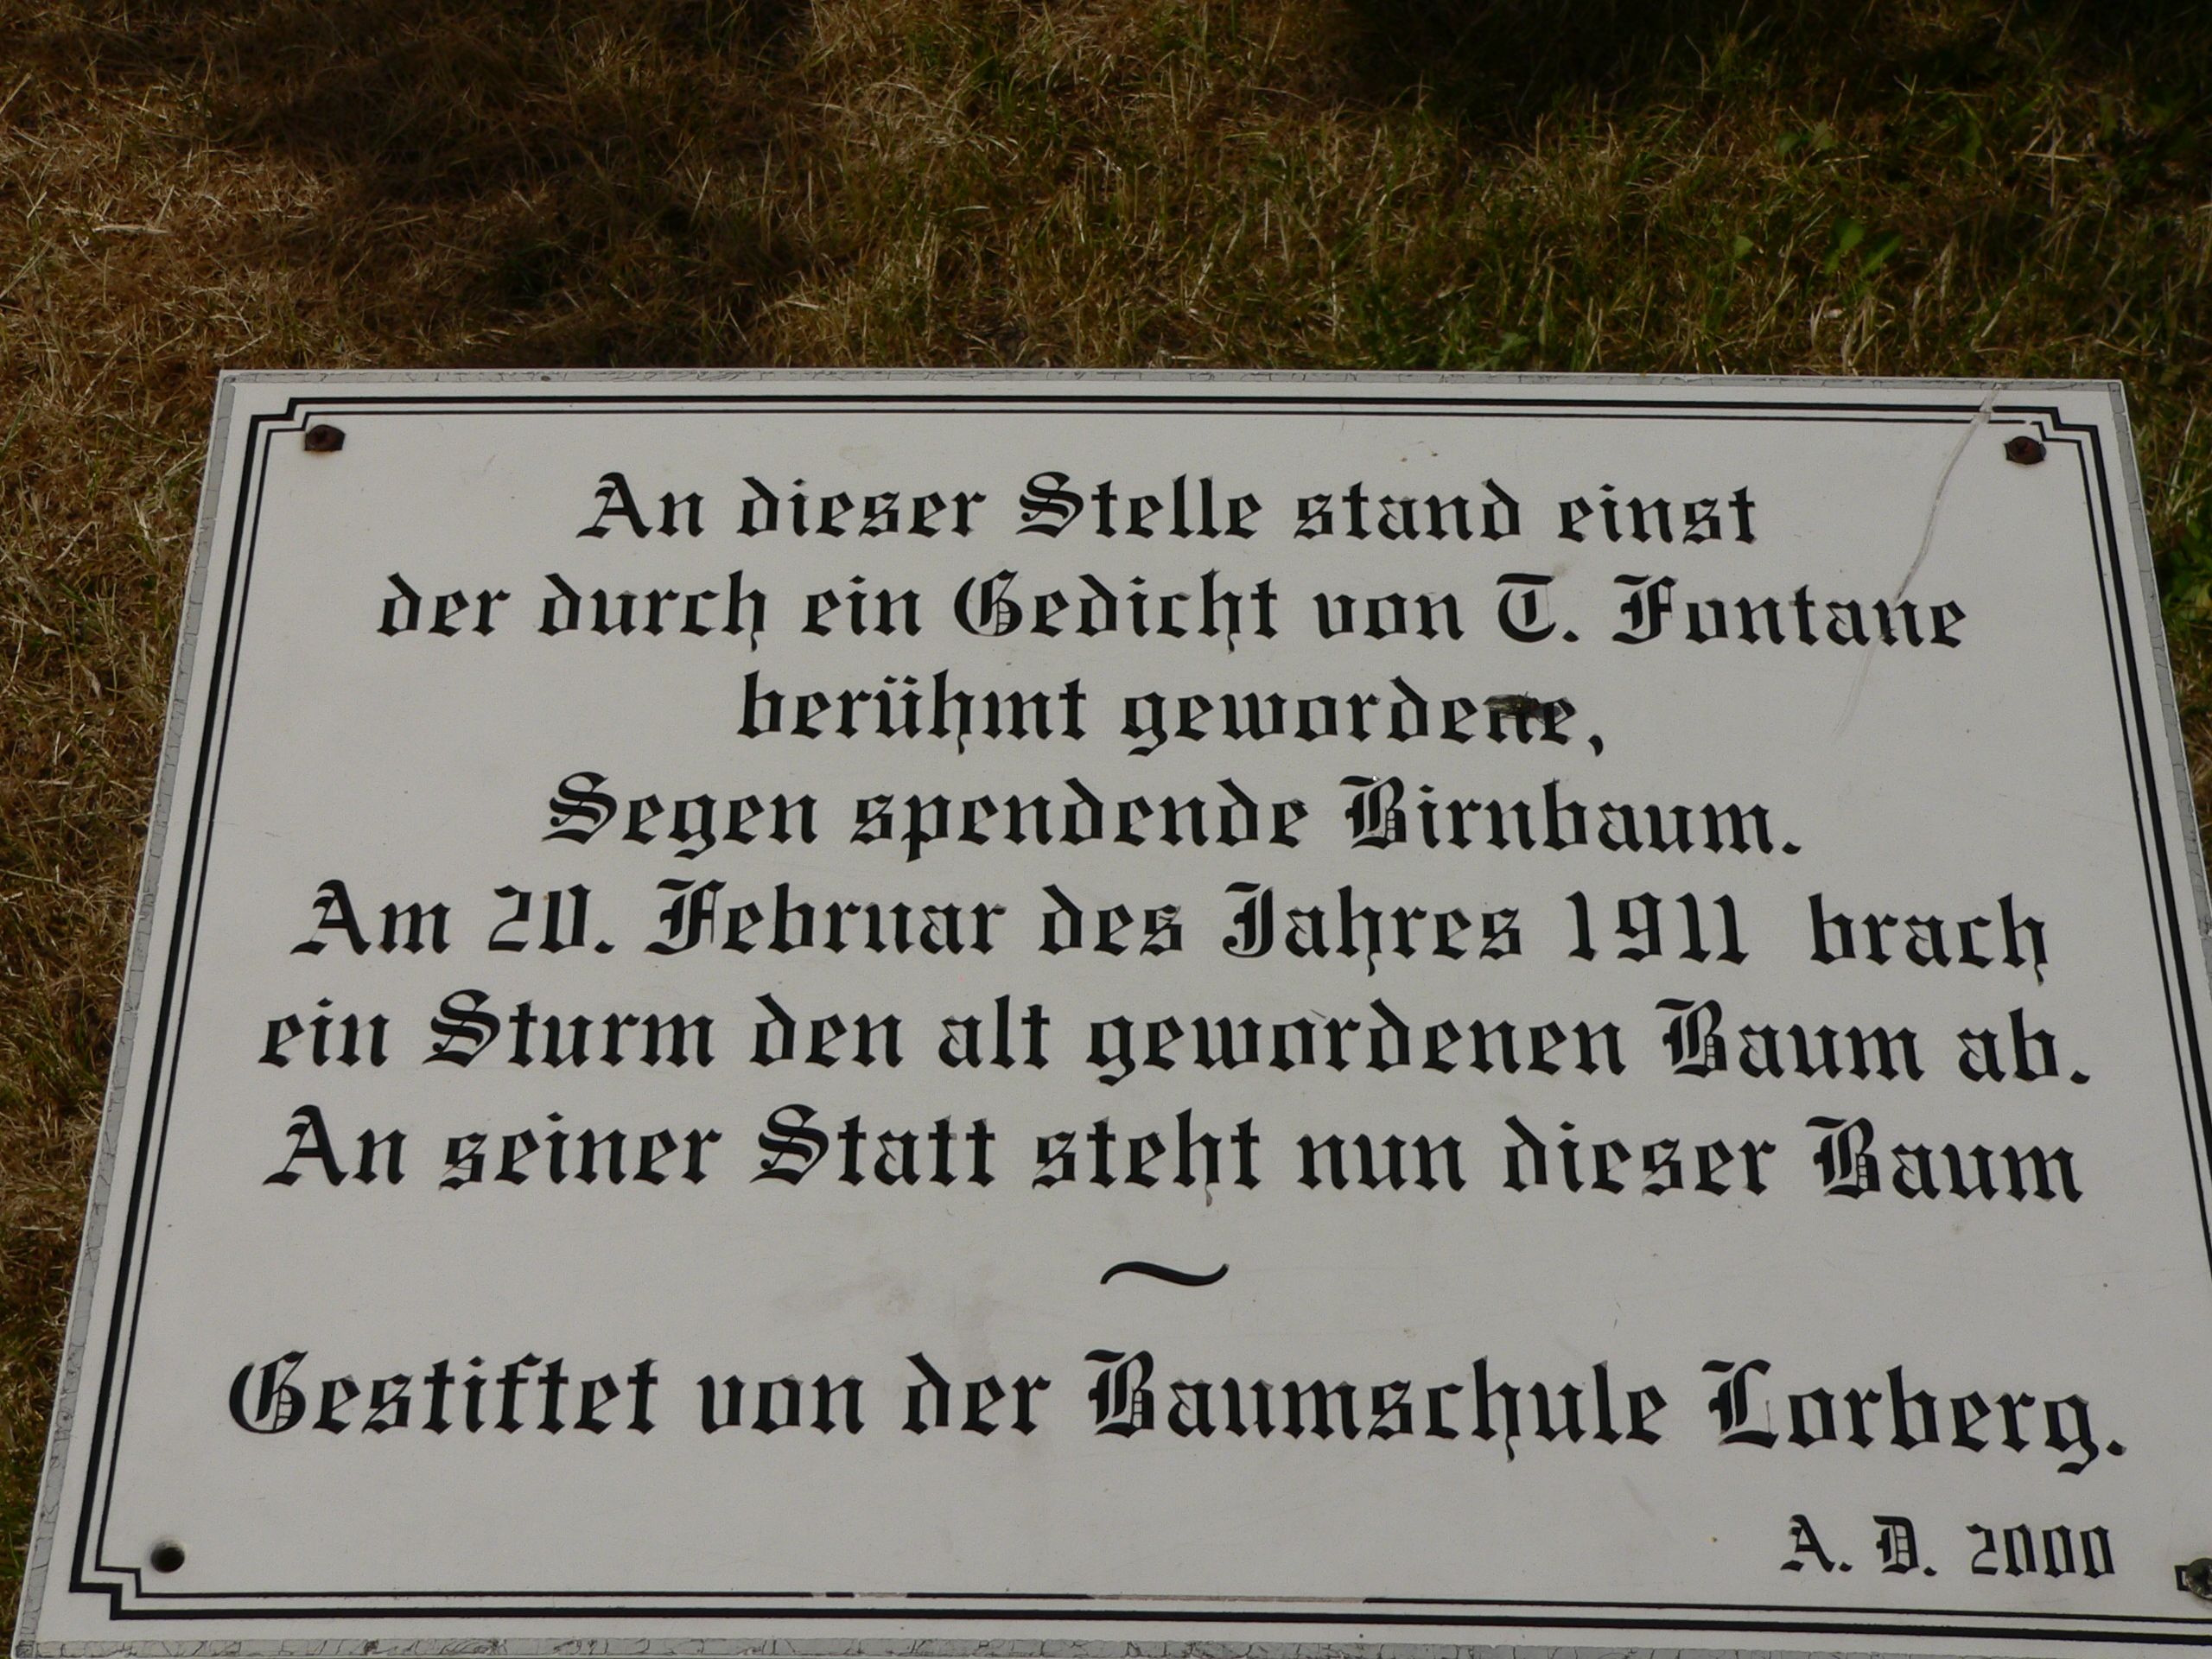 An dieser Stelle stand einst
der durch ein Gedicht von T. Fontane
berühmt gewordene,
Segen spendende Birnbaum.
Am 20. Februar des Jahres 1911 brach
ein Sturm den alt gewordenen Baum ab.
An seiner Statt steht nun dieser Baum
~
Gestiftet von der Baumschule Lorberg.
A. D. 2000